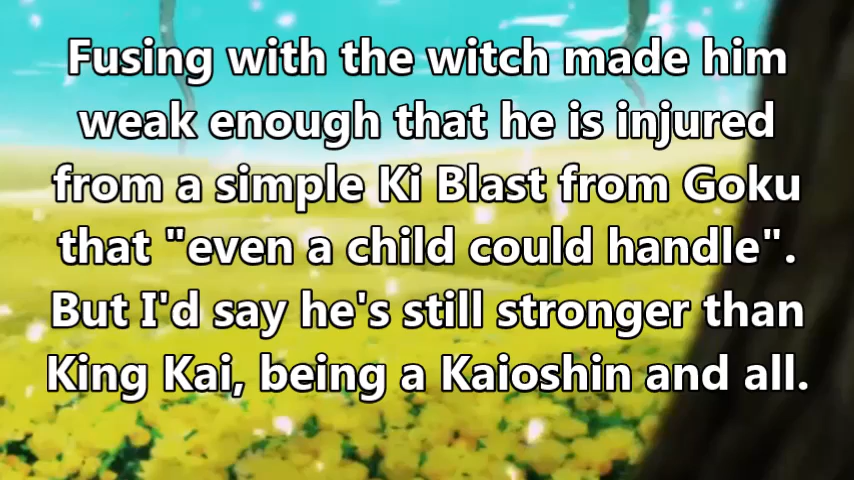 Fusing with the witch made him
weak enough that he is injured
from a simple Ki Blast from Goku
that "even a child could handle".
But I'd say he's still stronger than
King Kai, being a Kaioshin and all.